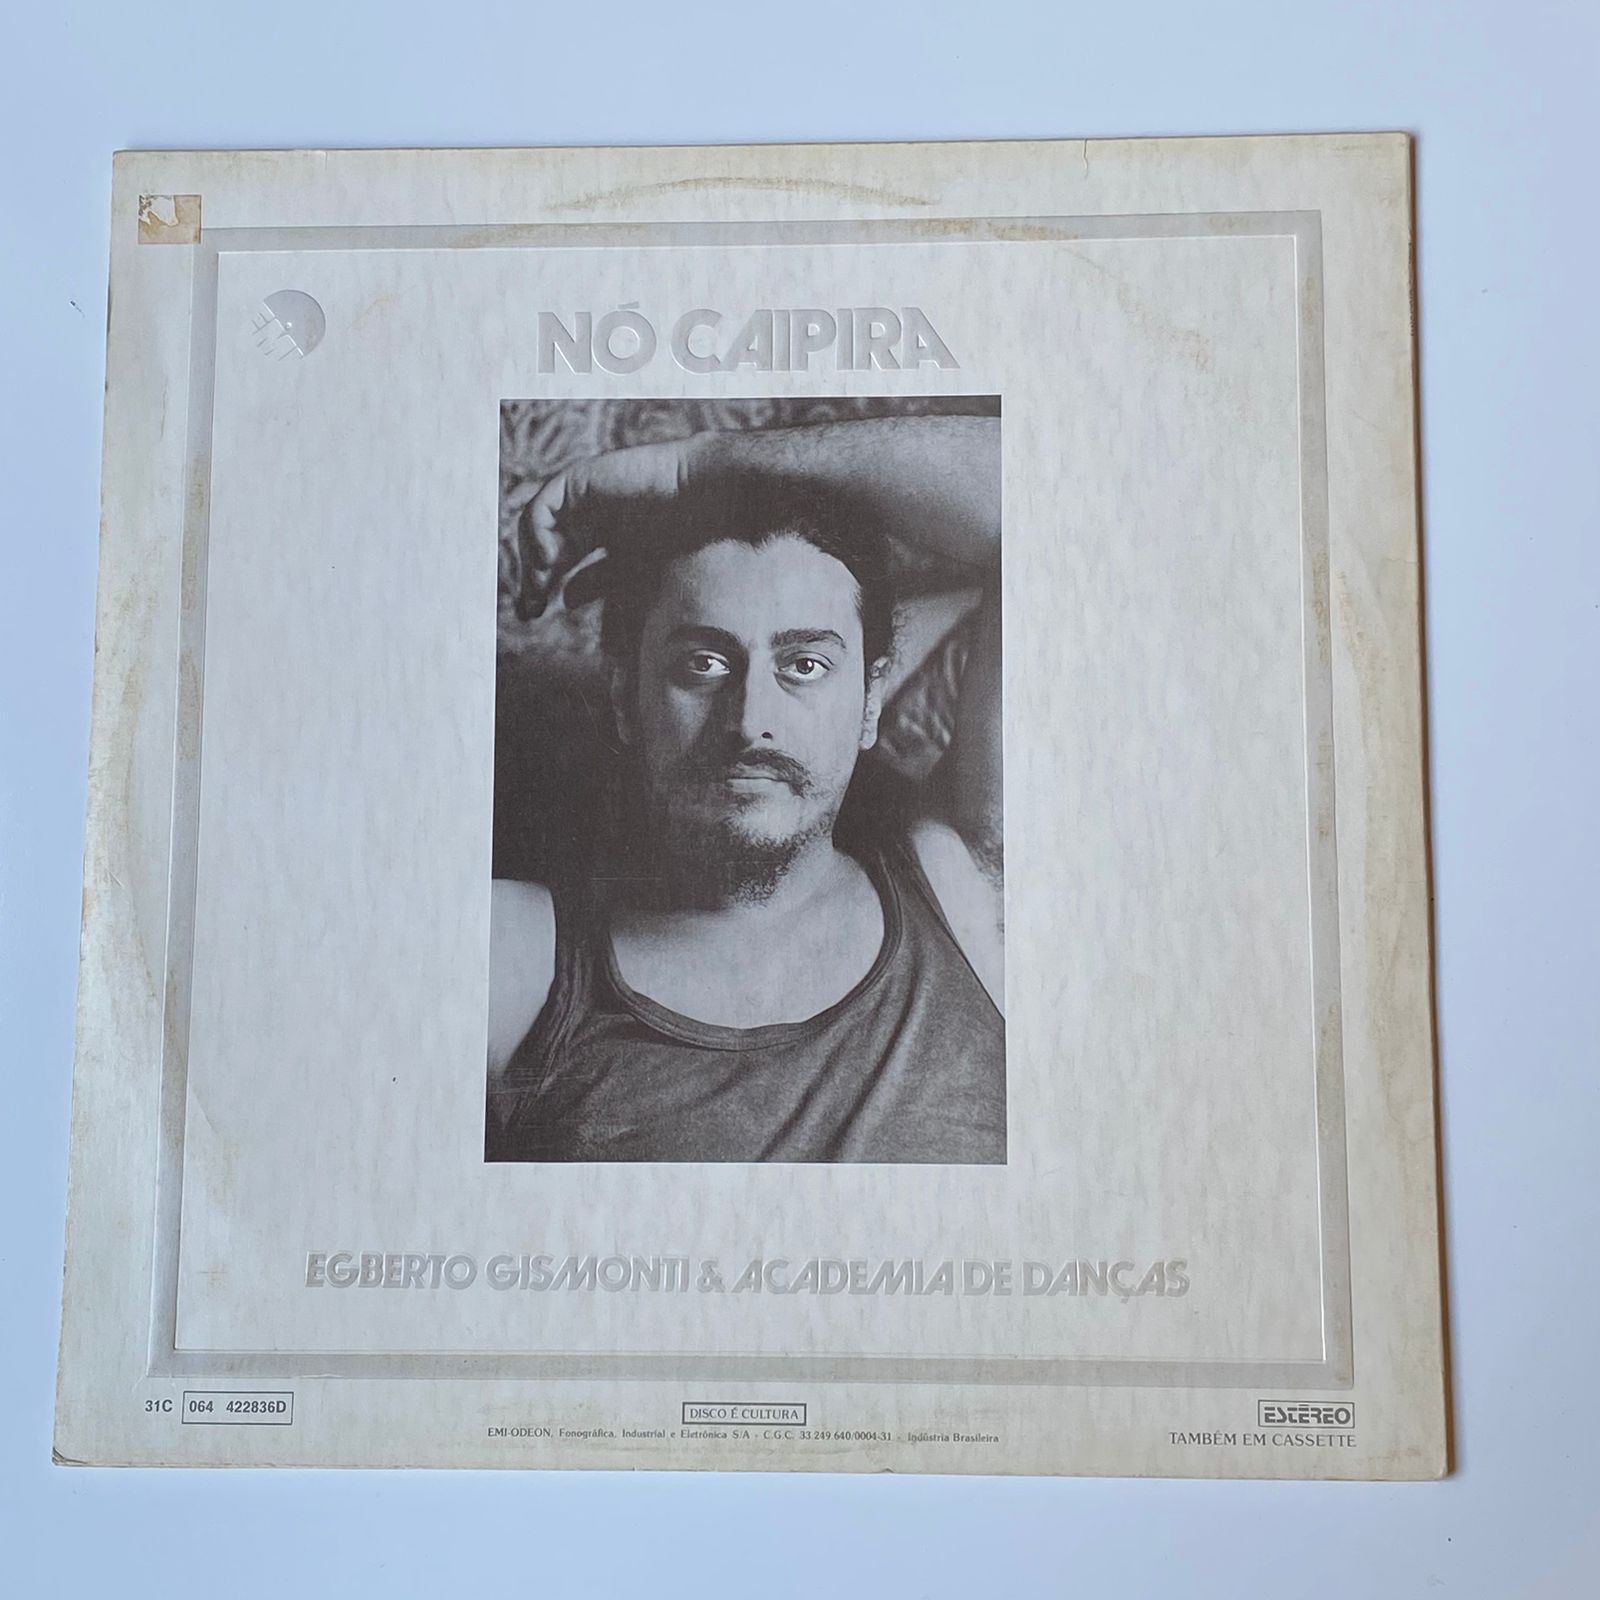 EMI
NÓ CAIPIRA
EGBERTO GISMONTI & ACADEMIA DE DANÇAS
31C 064 422836D
DISCO É CULTURA
EMI-ODEON, Fonográfica, Industrial e Eletrônica S/A - C.G.C. 33 249 640/0004-31 - Indústria Brasileira
ESTÉREO
TAMBÉM EM CASSETTE